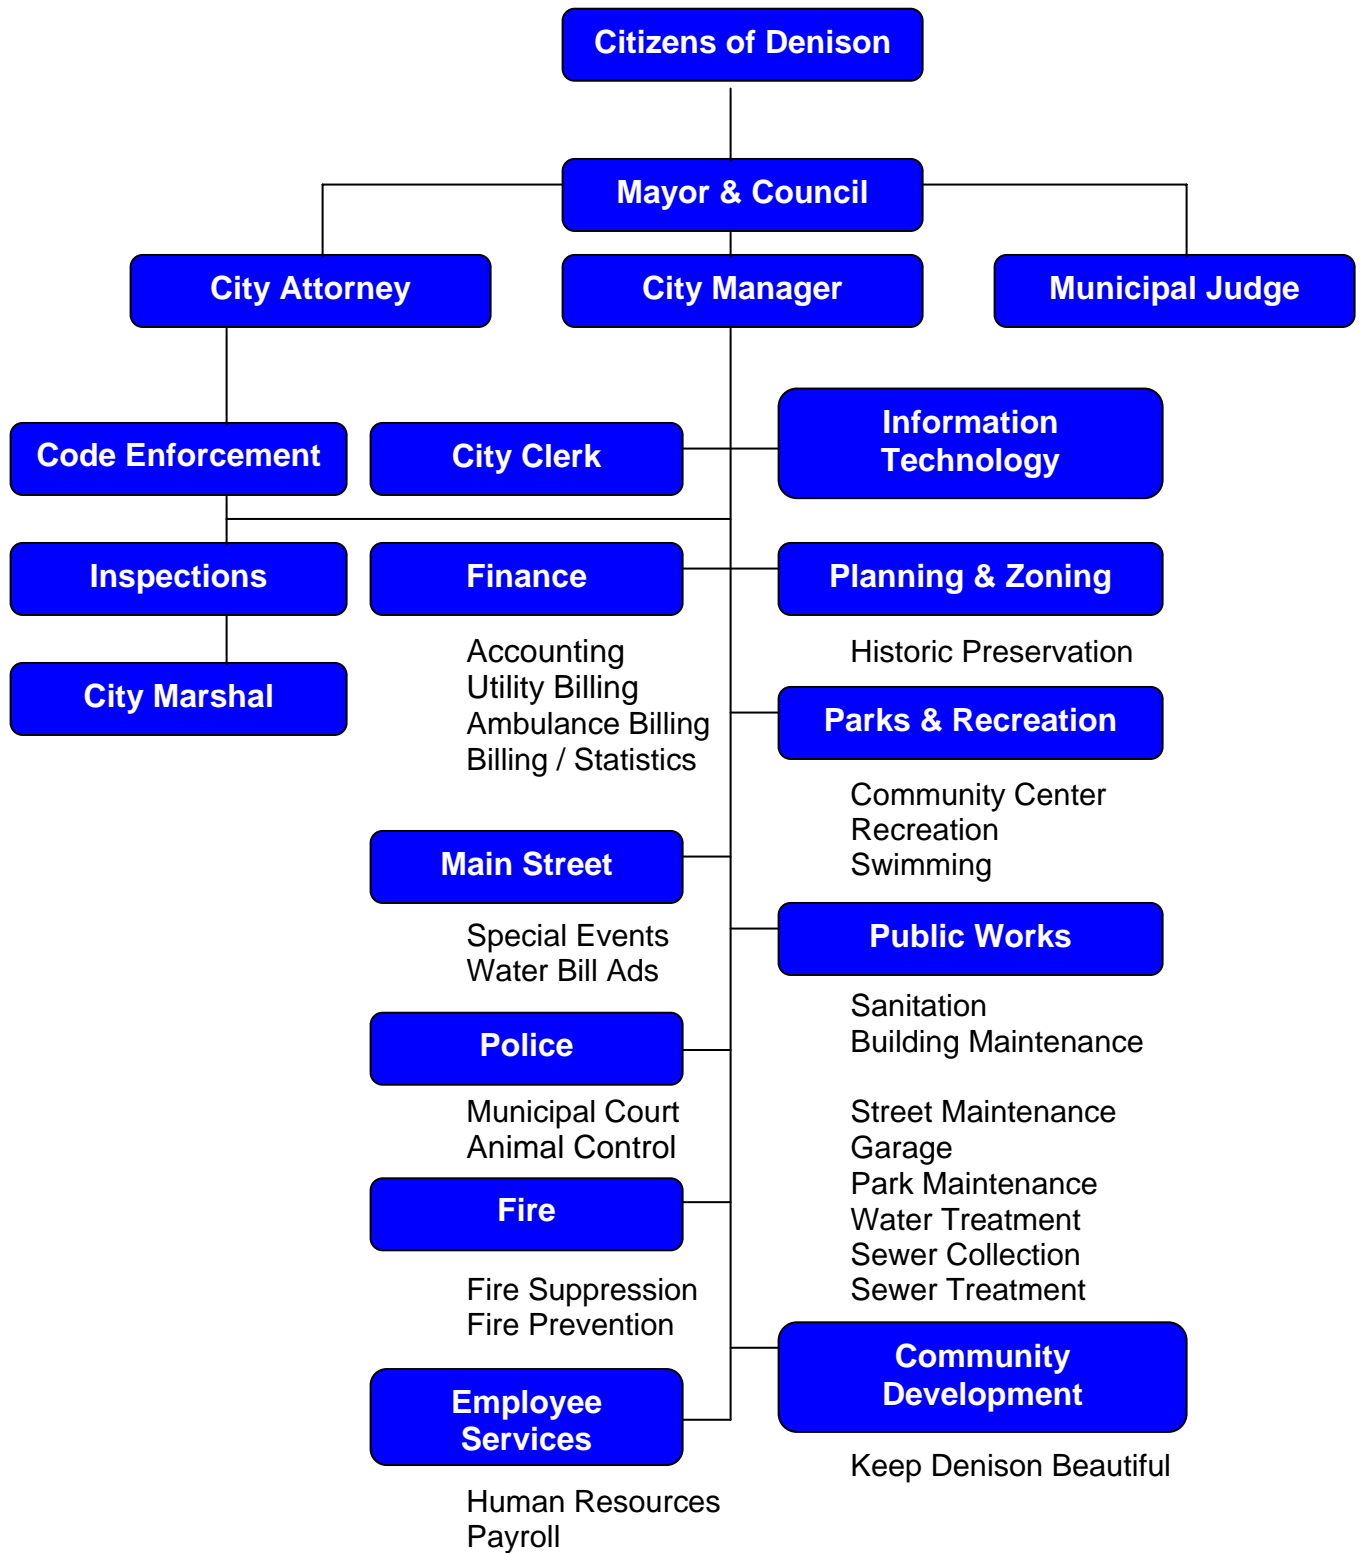 Citizens of Denison
Mayor & Council
City Attorney
City Manager
Municipal Judge
Code Enforcement
City Clerk
Information
Technology
Inspections
Finance
Planning & Zoning
Accounting
Utility Billing
Ambulance Billing
Billing / Statistics
Historic Preservation
City Marshal
Parks & Recreation
Community Center
Recreation
Swimming
Main Street
Special Events
Water Bill Ads
Public Works
Sanitation
Building Maintenance
Street Maintenance
Garage
Park Maintenance
Water Treatment
Sewer Collection
Sewer Treatment
Police
Municipal Court
Animal Control
Fire
Fire Suppression
Fire Prevention
Community
Development
Keep Denison Beautiful
Employee
Services
Human Resources
Payroll